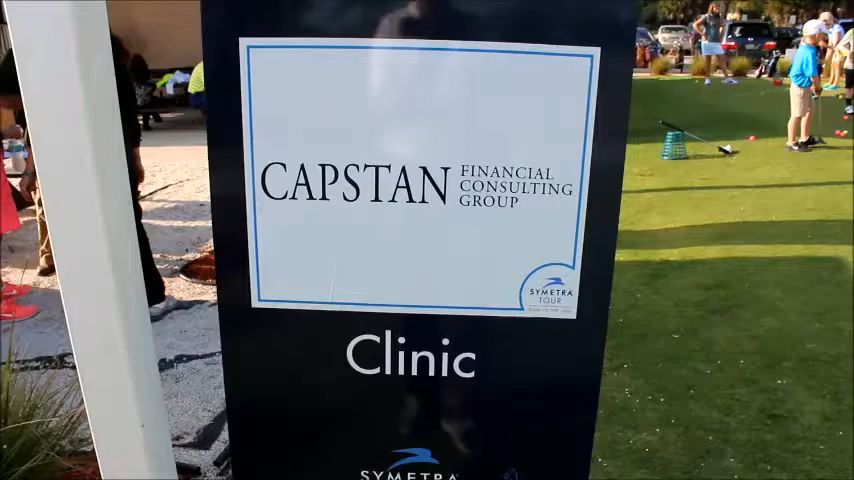 CAPSTAN FINANCIAL
CONSULTING
GROUP
SYMETRA
TOUR
Clinic
SYMETRA